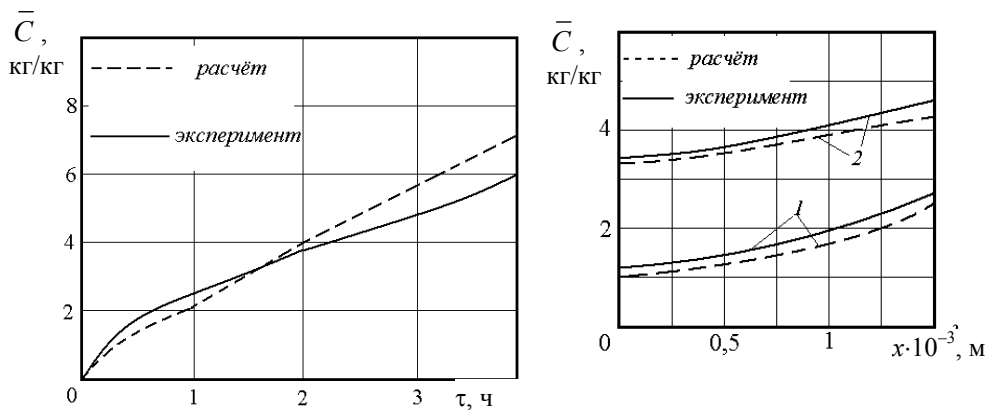 C̅ ,
кг/кг
расчёт
эксперимент
8
6
4
2
0
1
2
3
τ, ч
C̅ ,
кг/кг
расчёт
эксперимент
4
2
2
1
0
0,5
1
x·10⁻³, м